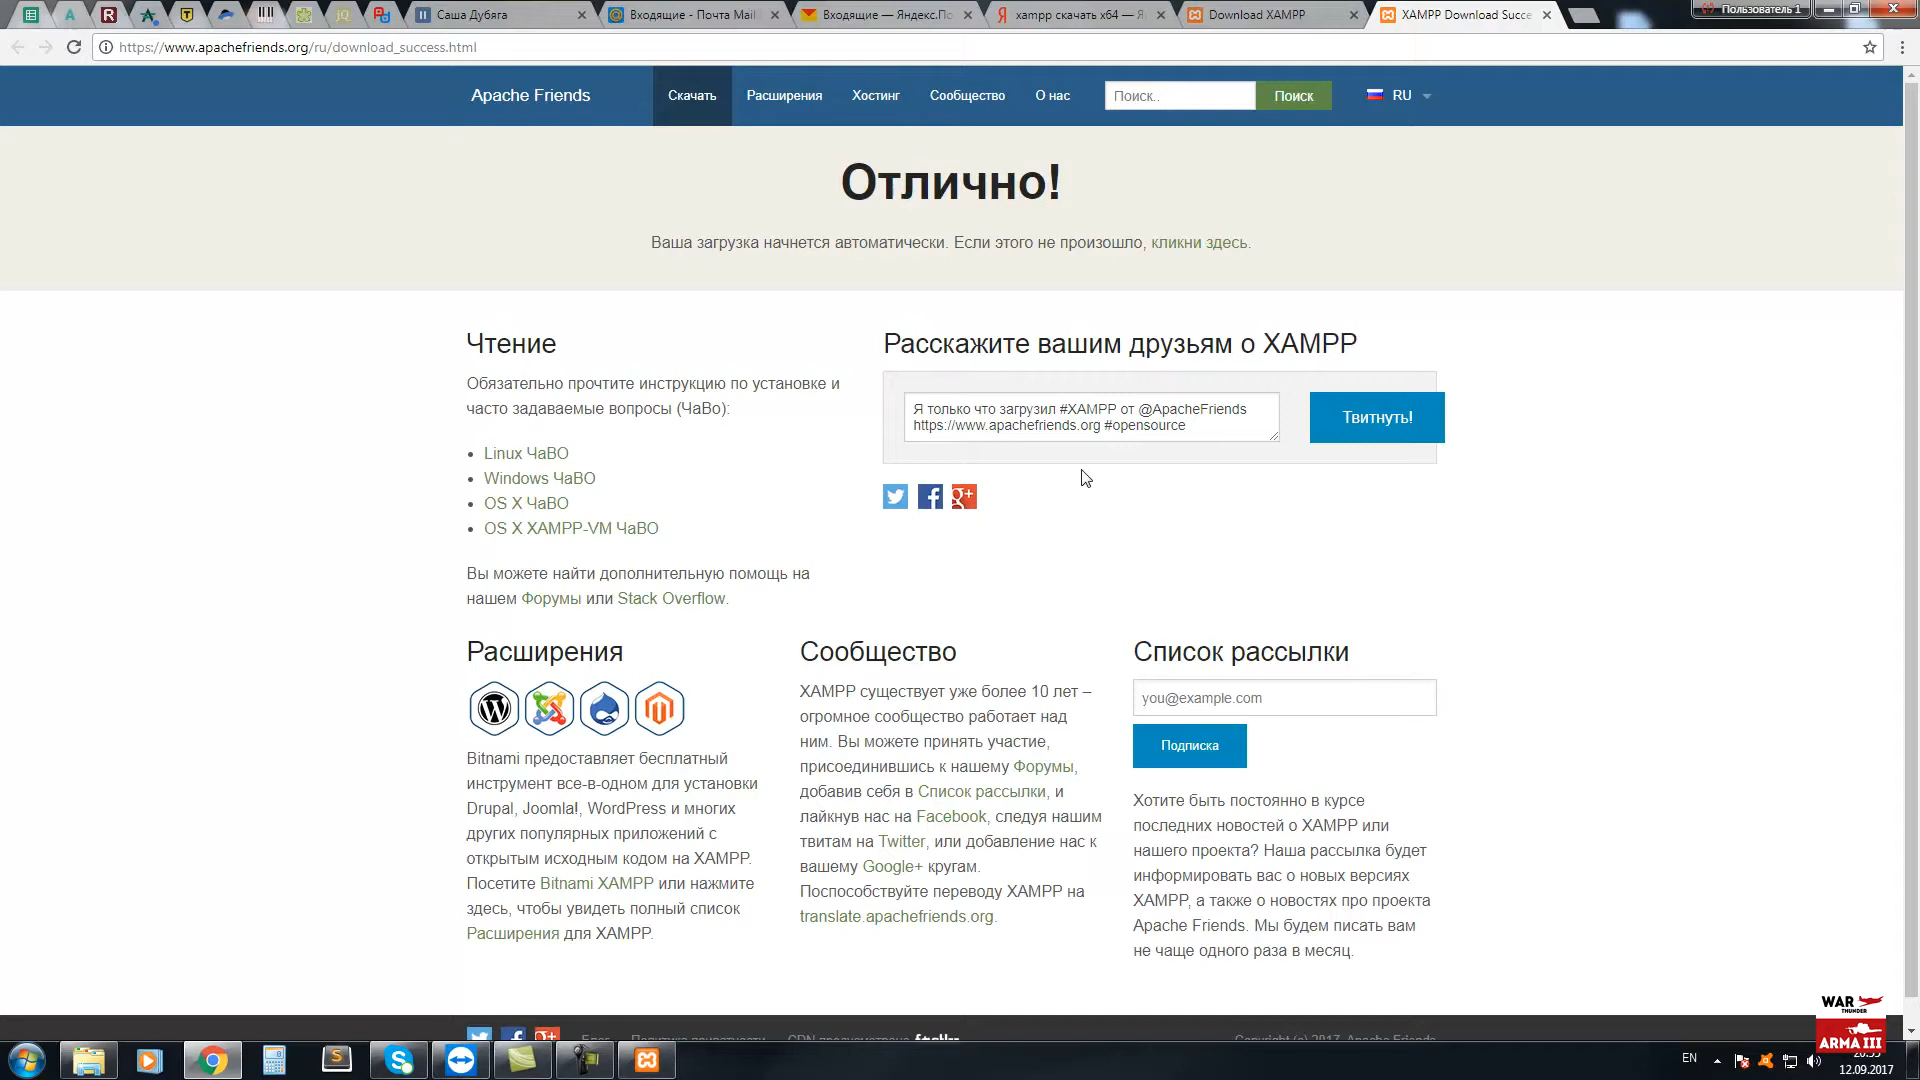 Саша Дубяга
Входящие - Почта Mail
Входящие — Яндекс.По
xampp скачать x64 — Я
Download XAMPP
XAMPP Download Succe
Пользователь 1
https://www.apachefriends.org/ru/download_success.html
Apache Friends
Скачать
Расширения
Хостинг
Сообщество
О нас
Поиск..
Поиск
RU
Отлично!
Ваша загрузка начнется автоматически. Если этого не произошло, кликни здесь.
Чтение
Обязательно прочтите инструкцию по установке и
часто задаваемые вопросы (ЧаВо):
Linux ЧаВО
Windows ЧаВО
OS X ЧаВО
OS X XAMPP-VM ЧаВО
Вы можете найти дополнительную помощь на
нашем Форумы или Stack Overflow.
Расскажите вашим друзьям о XAMPP
Я только что загрузил #XAMPP от @ApacheFriends
https://www.apachefriends.org #opensource
Твитнуть!
Расширения
Bitnami предоставляет бесплатный
инструмент все-в-одном для установки
Drupal, Joomla!, WordPress и многих
других популярных приложений с
открытым исходным кодом на XAMPP.
Посетите Bitnami XAMPP или нажмите
здесь, чтобы увидеть полный список
Расширения для XAMPP.
Сообщество
XAMPP существует уже более 10 лет –
огромное сообщество работает над
ним. Вы можете принять участие,
присоединившись к нашему Форумы,
добавив себя в Список рассылки, и
лайкнув нас на Facebook, следуя нашим
твитам на Twitter, или добавление нас к
вашему Google+ кругам.
Поспособствуйте переводу XAMPP на
translate.apachefriends.org.
Список рассылки
you@example.com
Подписка
Хотите быть постоянно в курсе
последних новостей о XAMPP или
нашего проекта? Наша рассылка будет
информировать вас о новых версиях
XAMPP, а также о новостях про проекта
Apache Friends. Мы будем писать вам
не чаще одного раза в месяц.
Copyright (c) 2017, Apache Friends
WAR
THUNDER
ARMA III
EN
12.09.2017